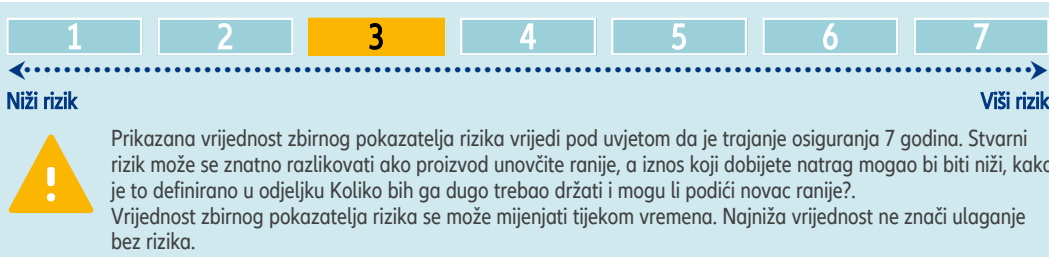 1 2 3 4 5 6 7
Niži rizik Viši rizik
Prikazana vrijednost zbirnog pokazatelja rizika vrijedi pod uvjetom da je trajanje osiguranja 7 godina. Stvarni
rizik može se znatno razlikovati ako proizvod unovčite ranije, a iznos koji dobijete natrag mogao bi biti niži, kako
je to definirano u odjeljku Koliko bih ga dugo trebao držati i mogu li podići novac ranije?.
Vrijednost zbirnog pokazatelja rizika se može mijenjati tijekom vremena. Najniža vrijednost ne znači ulaganje
bez rizika.